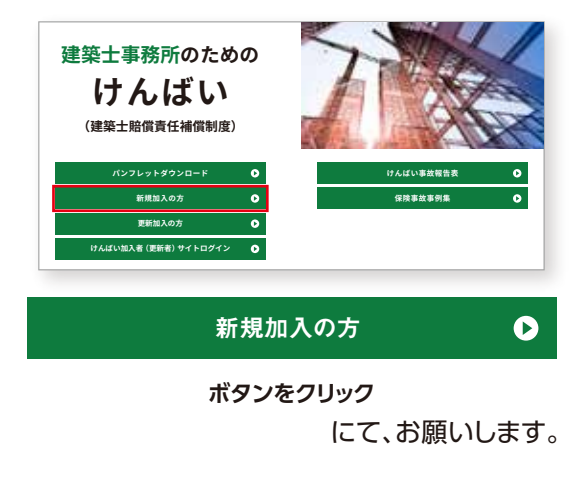 建築士事務所のための
けんばい
(建築士賠償責任補償制度)
パンフレットダウンロード
新規加入の方
更新加入の方
けんばい加入者(更新者)サイトログイン
けんばい事故報告表
保険事故事例集
新規加入の方
ボタンをクリック
にて、お願いします。